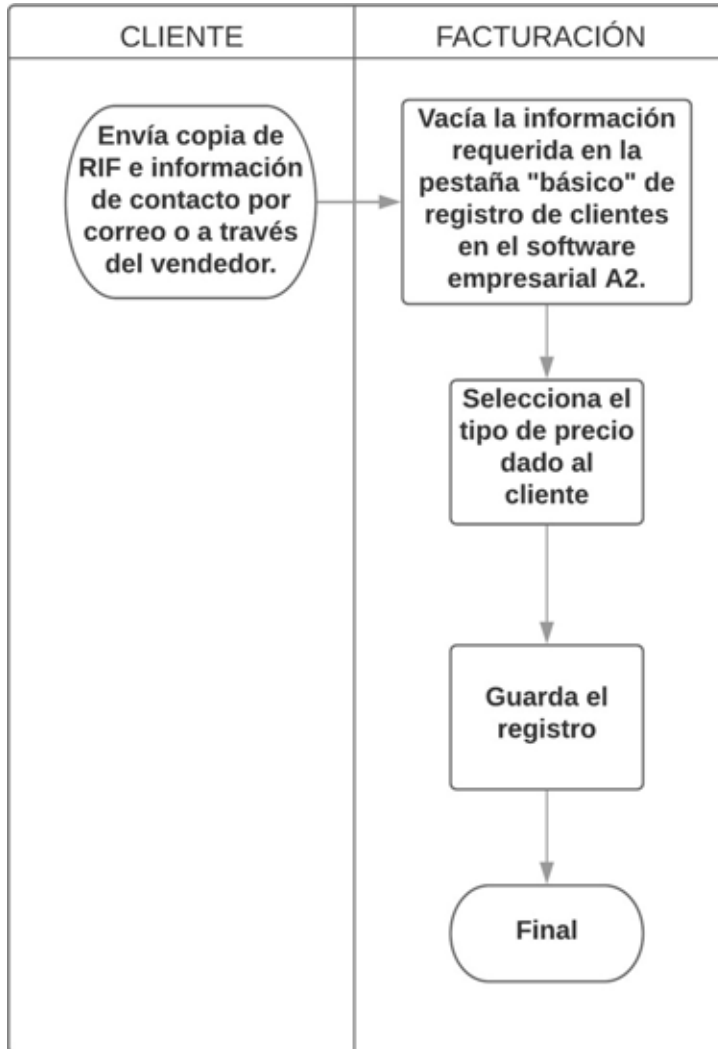 CLIENTE
FACTURACIÓN
Envía copia de
RIF e información
de contacto por
correo o a través
del vendedor.
Vacía la información
requerida en la
pestaña "básico" de
registro de clientes
en el software
empresarial A2.
Selecciona el
tipo de precio
dado al
cliente
Guarda el
registro
Final